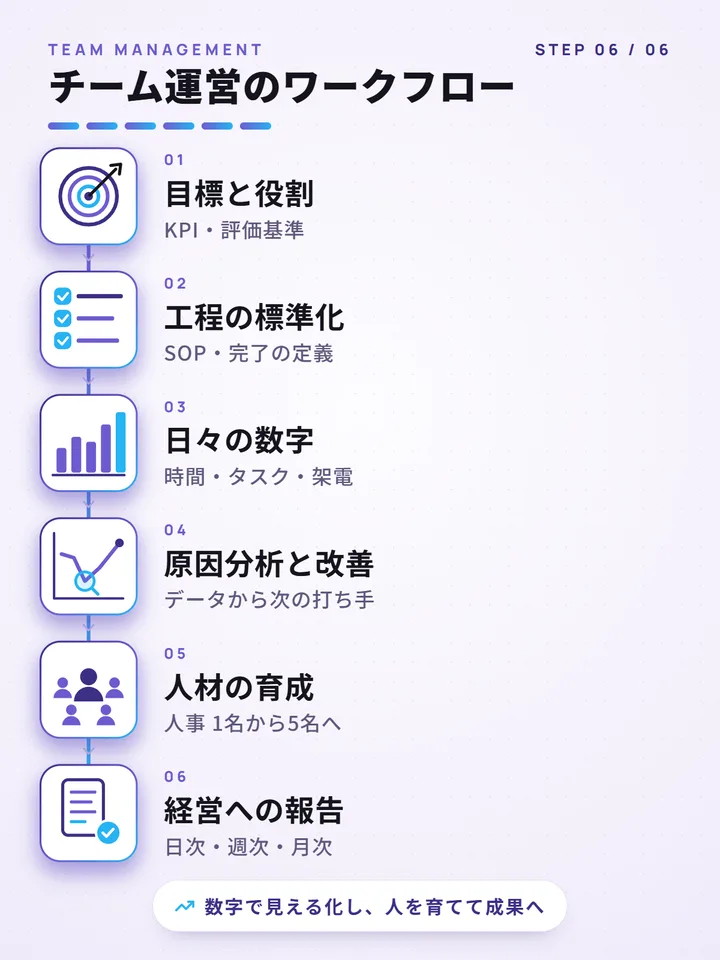 TEAM MANAGEMENT
STEP 06 / 06
チーム運営のワークフロー
01
目標と役割
KPI・評価基準
02
工程の標準化
SOP・完了の定義
03
日々の数字
時間・タスク・架電
04
原因分析と改善
データから次の打ち手
05
人材の育成
人事 1名から5名へ
06
経営への報告
日次・週次・月次
数字で見える化し、人を育てて成果へ